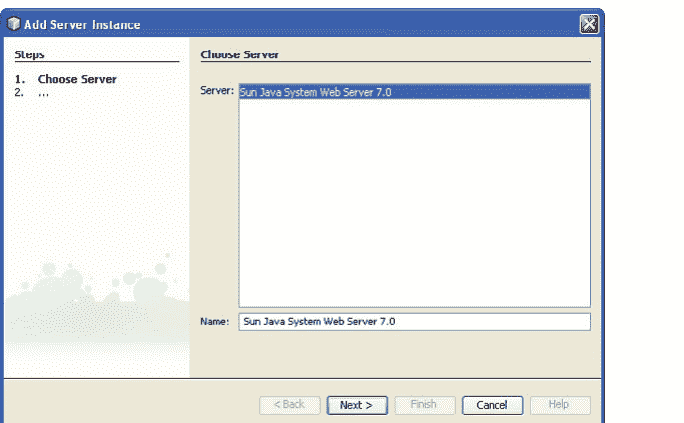 Add Server Instance
Steps
1. Choose Server
2. ...
Choose Server
Server:
Sun Java System Web Server 7.0
Name: Sun Java System Web Server 7.0
< Back Next > Finish Cancel Help